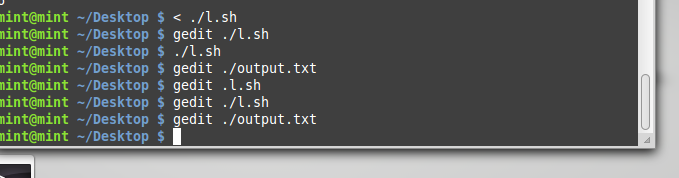 mint@mint ~/Desktop $ < ./l.sh
mint@mint ~/Desktop $ gedit ./l.sh
mint@mint ~/Desktop $ ./l.sh
mint@mint ~/Desktop $ gedit ./output.txt
mint@mint ~/Desktop $ gedit .l.sh
mint@mint ~/Desktop $ gedit ./l.sh
mint@mint ~/Desktop $ gedit ./output.txt
mint@mint ~/Desktop $